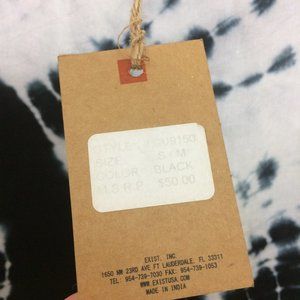 STYLE
SIZE S/M
COLOR BLACK
M.S.R.P. $50.00
EXIST, INC.
1650 NW 23RD AVE FT LAUDERDALE, FL 33311
TEL 954-739-7030 FAX: 954-739-1053
WWW.EXISTUSA.COM
MADE IN INDIA